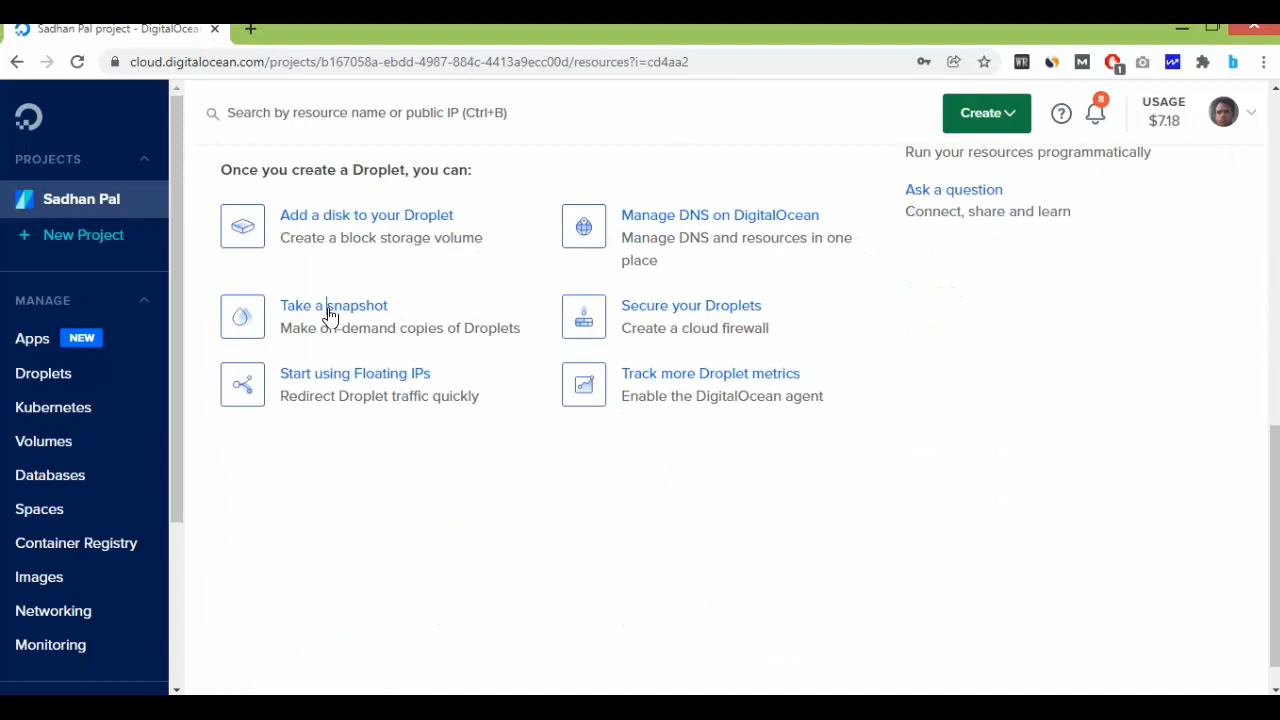 Sadhan Pal project - DigitalOcea
cloud.digitalocean.com/projects/b167058a-ebdd-4987-884c-4413a9ecc00d/resources?i=cd4aa2
WR
M
1
b
Search by resource name or public IP (Ctrl+B)
Create
?
8
USAGE
$7.18
PROJECTS
Sadhan Pal
+ New Project
MANAGE
Apps NEW
Droplets
Kubernetes
Volumes
Databases
Spaces
Container Registry
Images
Networking
Monitoring
Once you create a Droplet, you can:
Add a disk to your Droplet
Create a block storage volume
Manage DNS on DigitalOcean
Manage DNS and resources in one
place
Take a snapshot
Make on-demand copies of Droplets
Secure your Droplets
Create a cloud firewall
Start using Floating IPs
Redirect Droplet traffic quickly
Track more Droplet metrics
Enable the DigitalOcean agent
Run your resources programmatically
Ask a question
Connect, share and learn